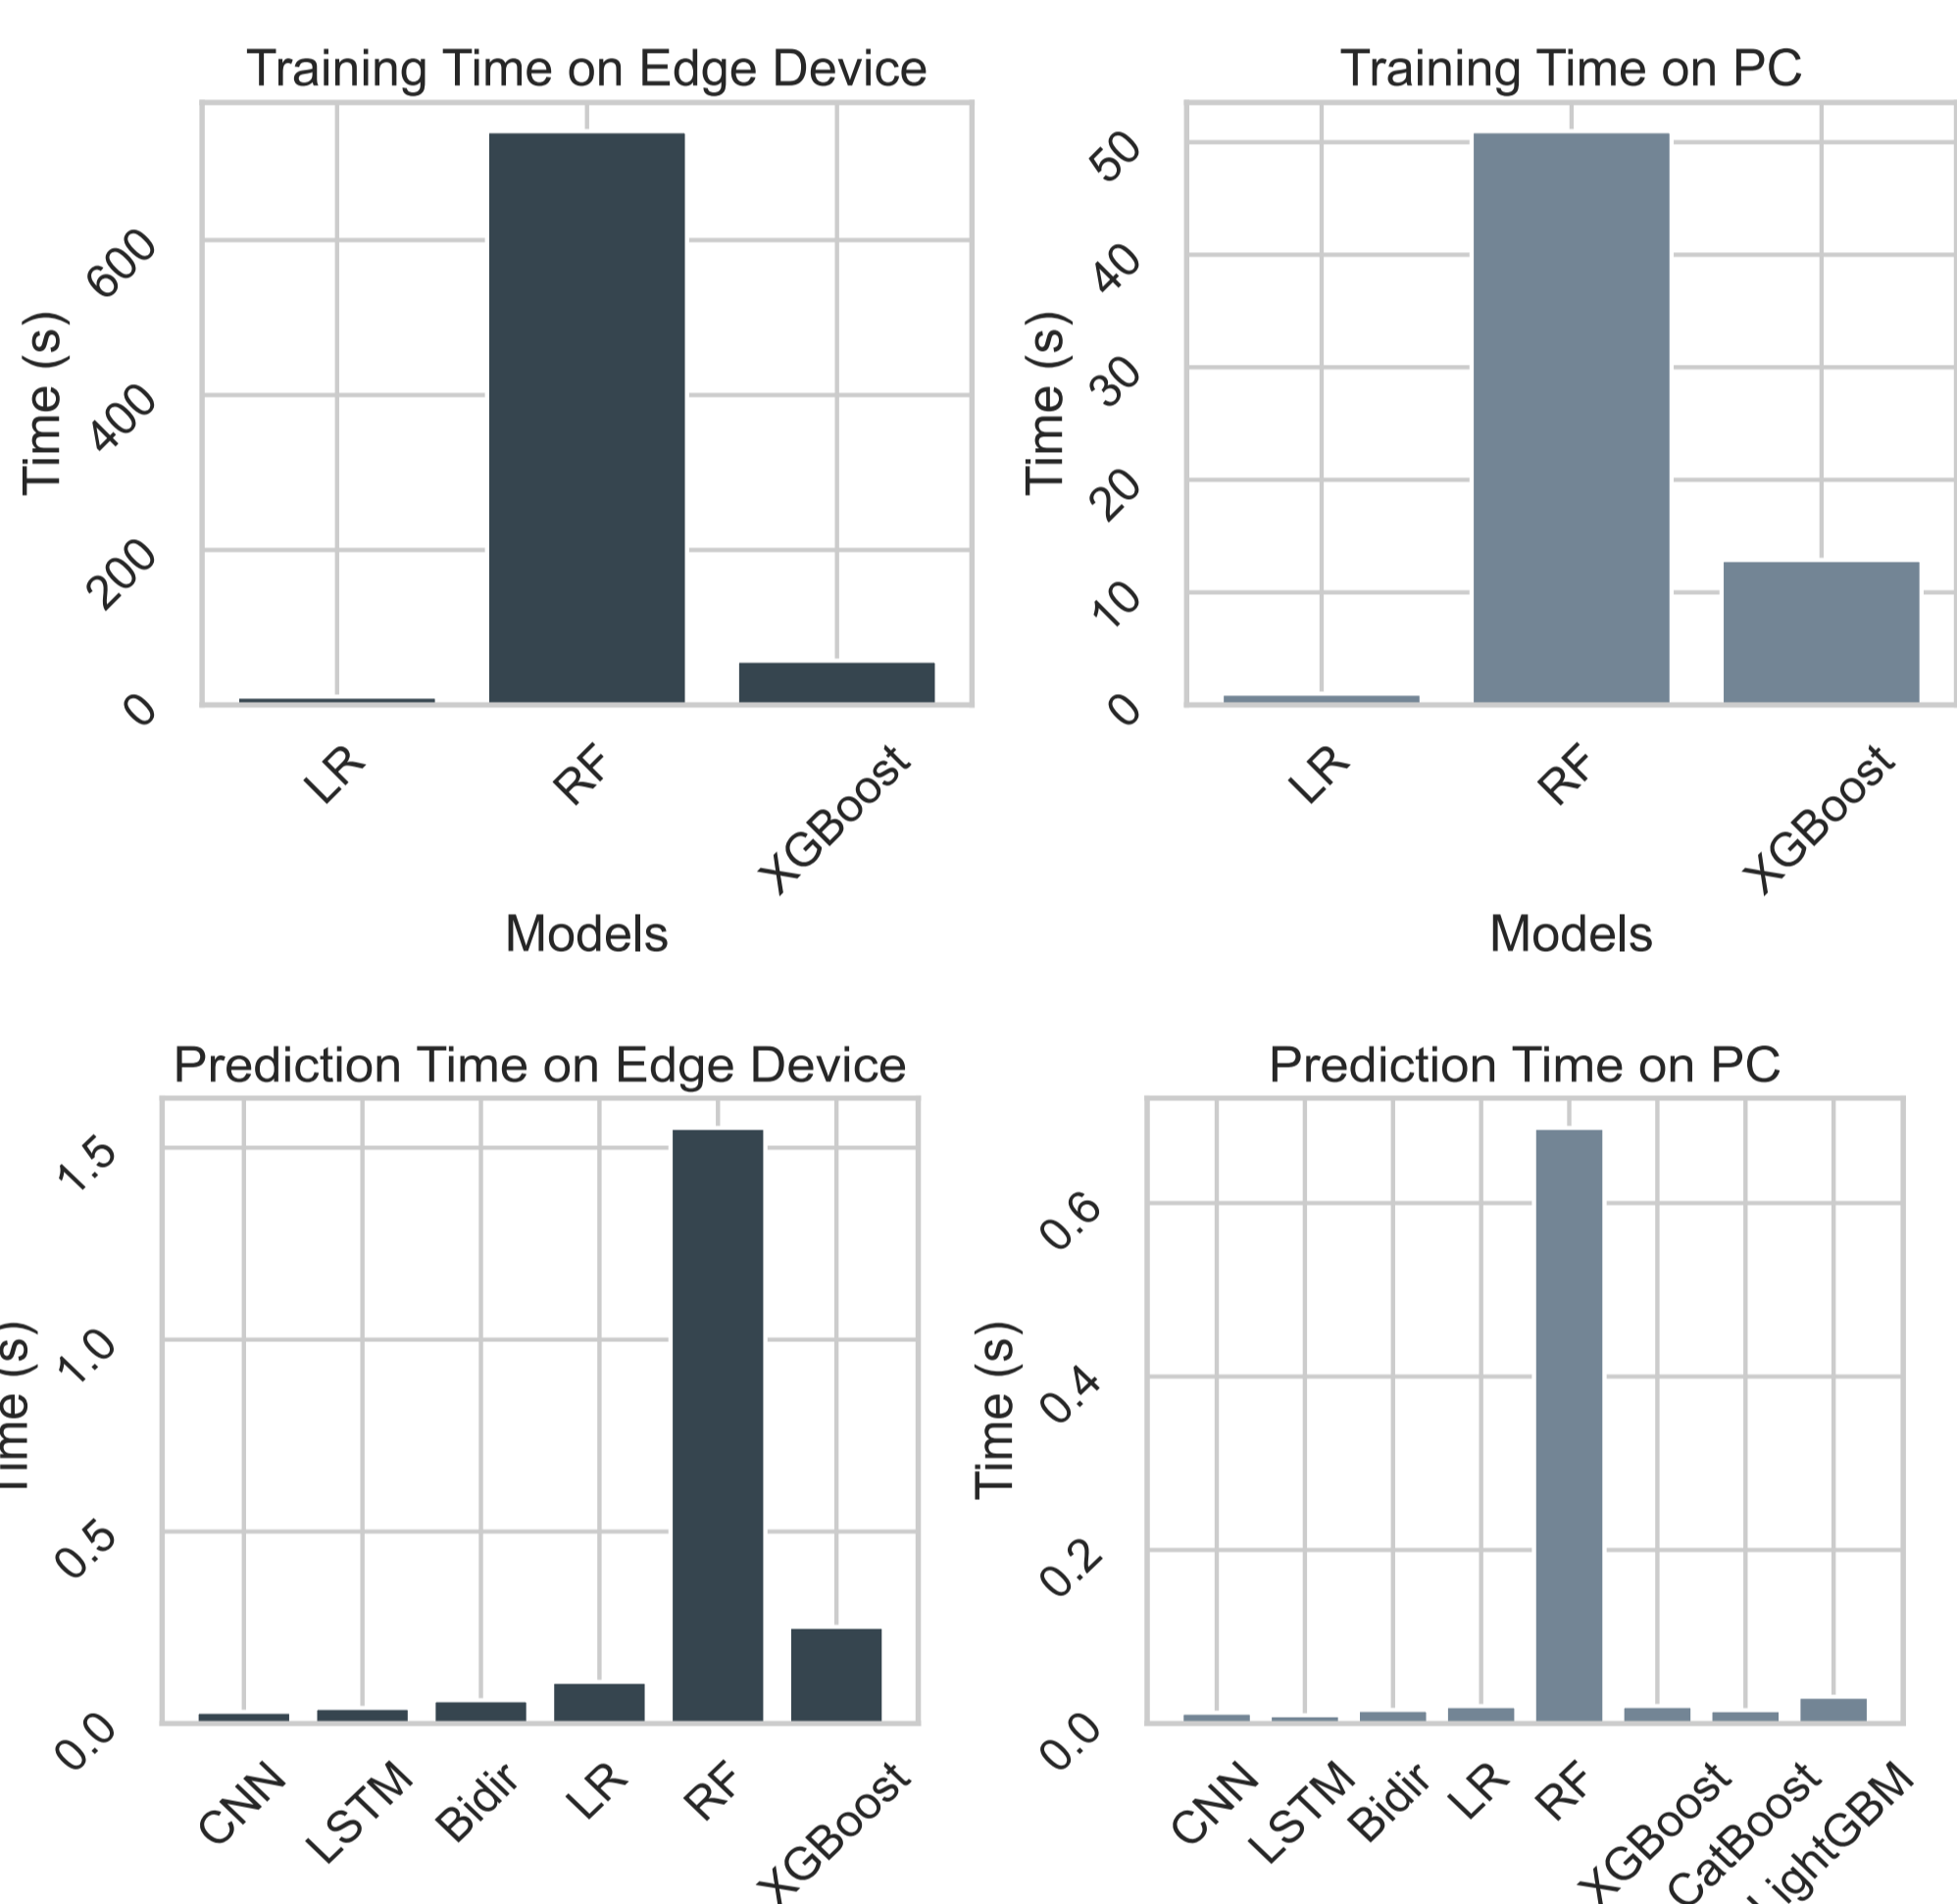 Training Time on Edge Device
Time (s)
600
400
200
0
LR
RF
XGBoost
Models
Training Time on PC
Time (s)
50
40
30
20
10
0
LR
RF
XGBoost
Models
Prediction Time on Edge Device
Time (s)
1.5
1.0
0.5
0.0
CNN
LSTM
Bidir
LR
RF
XGBoost
Prediction Time on PC
Time (s)
0.6
0.4
0.2
0.0
CNN
LSTM
Bidir
LR
RF
XGBoost
CatBoost
LightGBM